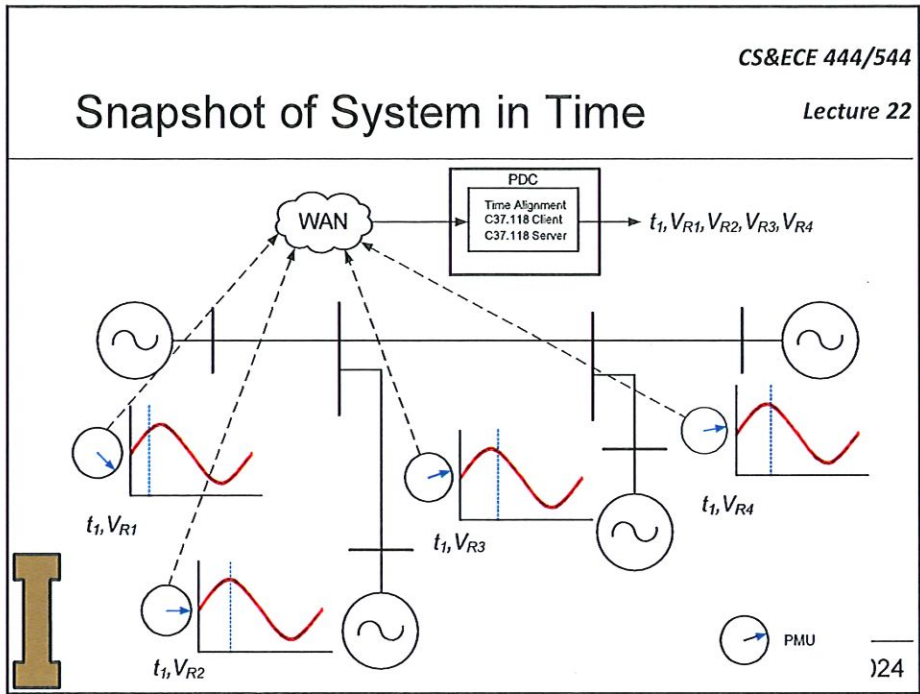 CS&ECE 444/544
Snapshot of System in Time
Lecture 22
PDC
Time Alignment
C37.118 Client
C37.118 Server
WAN
t1,VR1,VR2,VR3,VR4
t1,VR1
t1,VR3
t1,VR4
t1,VR2
PMU
)24